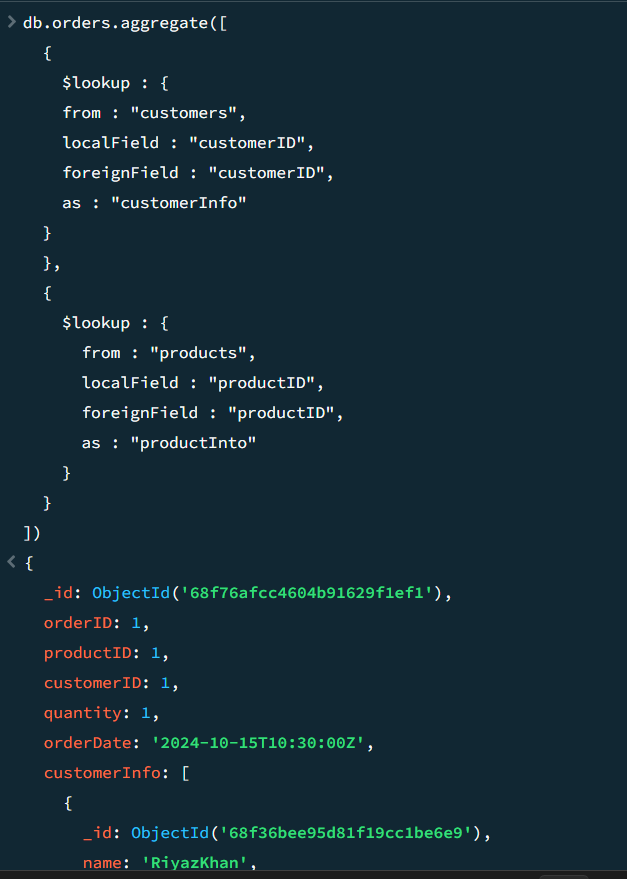 db.orders.aggregate([
{
$lookup : {
from : "customers",
localField : "customerID",
foreignField : "customerID",
as : "customerInfo"
}
},
{
$lookup : {
from : "products",
localField : "productID",
foreignField : "productID",
as : "productInto"
}
}
])
{
_id: ObjectId('68f76afcc4604b91629f1ef1'),
orderID: 1,
productID: 1,
customerID: 1,
quantity: 1,
orderDate: '2024-10-15T10:30:00Z',
customerInfo: [
{
_id: ObjectId('68f36bee95d81f19cc1be6e9'),
name: 'RiyazKhan',